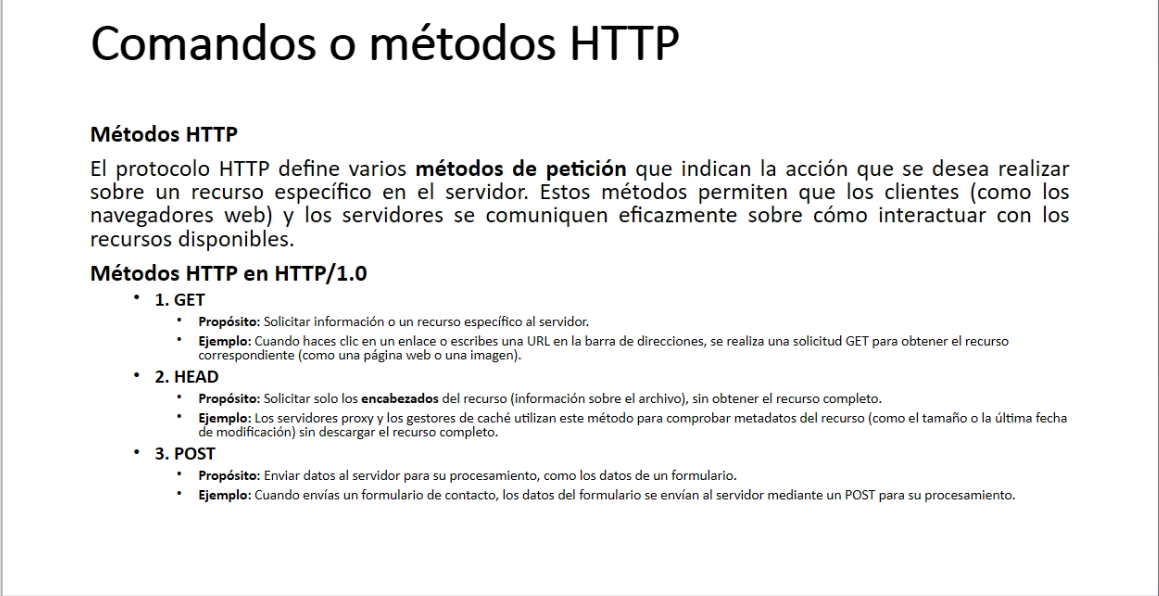 Comandos o métodos HTTP
Métodos HTTP
El protocolo HTTP define varios métodos de petición que indican la acción que se desea realizar
sobre un recurso específico en el servidor. Estos métodos permiten que los clientes (como los
navegadores web) y los servidores se comuniquen eficazmente sobre cómo interactuar con los
recursos disponibles.
Métodos HTTP en HTTP/1.0
• 1. GET
• Propósito: Solicitar información o un recurso específico al servidor.
• Ejemplo: Cuando haces clic en un enlace o escribes una URL en la barra de direcciones, se realiza una solicitud GET para obtener el recurso
correspondiente (como una página web o una imagen).
• 2. HEAD
• Propósito: Solicitar solo los encabezados del recurso (información sobre el archivo), sin obtener el recurso completo.
• Ejemplo: Los servidores proxy y los gestores de caché utilizan este método para comprobar metadatos del recurso (como el tamaño o la última fecha
de modificación) sin descargar el recurso completo.
• 3. POST
• Propósito: Enviar datos al servidor para su procesamiento, como los datos de un formulario.
• Ejemplo: Cuando envías un formulario de contacto, los datos del formulario se envían al servidor mediante un POST para su procesamiento.